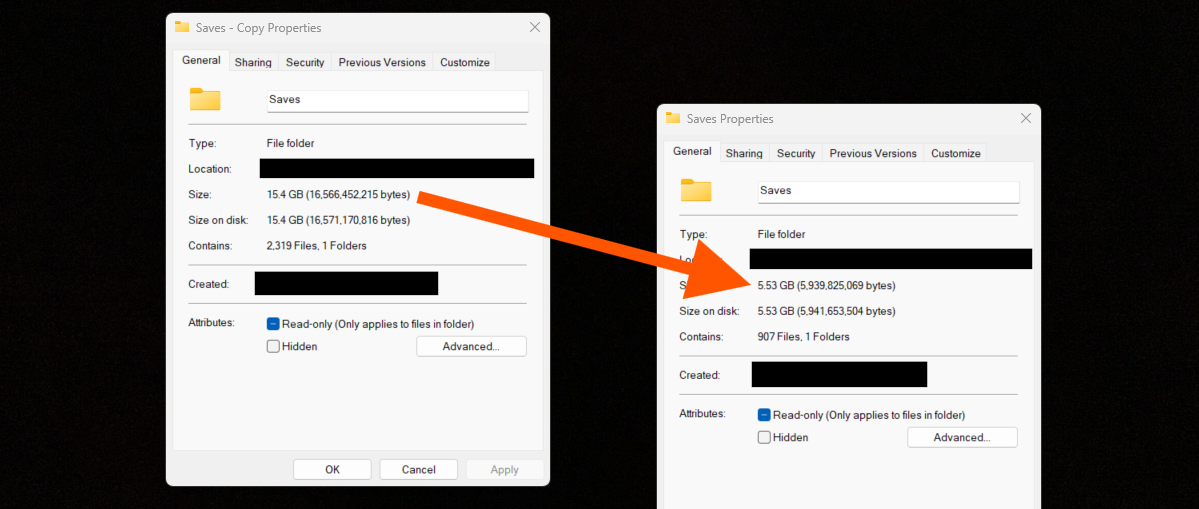 Saves - Copy Properties
General Sharing Security Previous Versions Customize
Saves
Type: File folder
Location:
Size: 15.4 GB (16,566,452,215 bytes)
Size on disk: 15.4 GB (16,571,170,816 bytes)
Contains: 2,319 Files, 1 Folders
Created:
Attributes: Read-only (Only applies to files in folder)
Hidden Advanced...
OK Cancel Apply
Saves Properties
General Sharing Security Previous Versions Customize
Saves
Type: File folder
5.53 GB (5,939,825,069 bytes)
Size on disk: 5.53 GB (5,941,653,504 bytes)
Contains: 907 Files, 1 Folders
Created:
Attributes: Read-only (Only applies to files in folder)
Hidden Advanced...